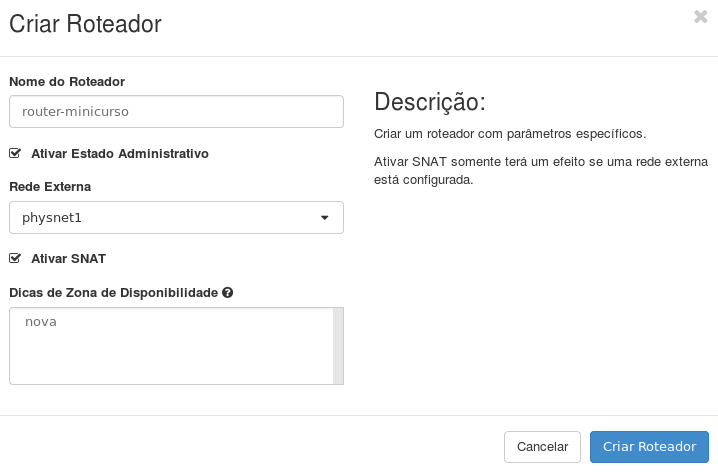 Criar Roteador
Nome do Roteador
router-minicurso
Ativar Estado Administrativo
Rede Externa
physnet1
Ativar SNAT
Dicas de Zona de Disponibilidade
nova
Descrição:
Criar um roteador com parâmetros específicos.
Ativar SNAT somente terá um efeito se uma rede externa
está configurada.
Cancelar
Criar Roteador